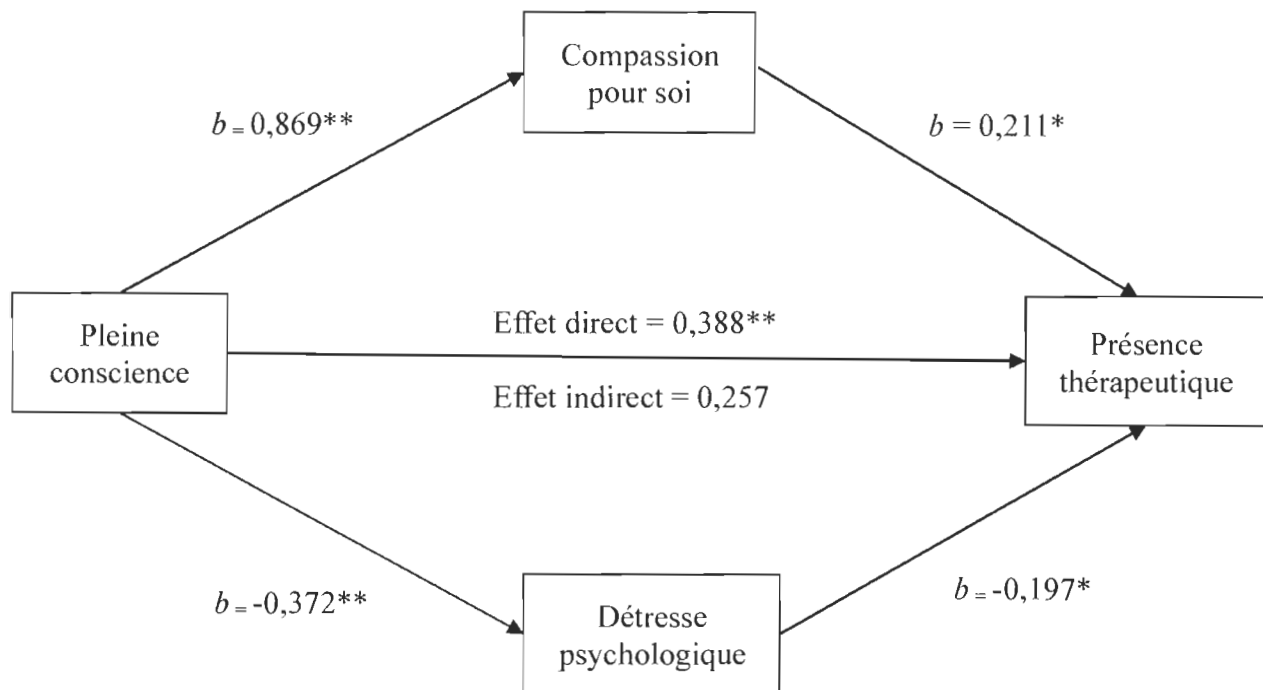 Compassion
pour soi
b = 0,869**
b = 0,211*
Pleine
conscience
Effet direct = 0,388**
Effet indirect = 0,257
Présence
thérapeutique
b = -0,372**
Détresse
psychologique
b = -0,197*